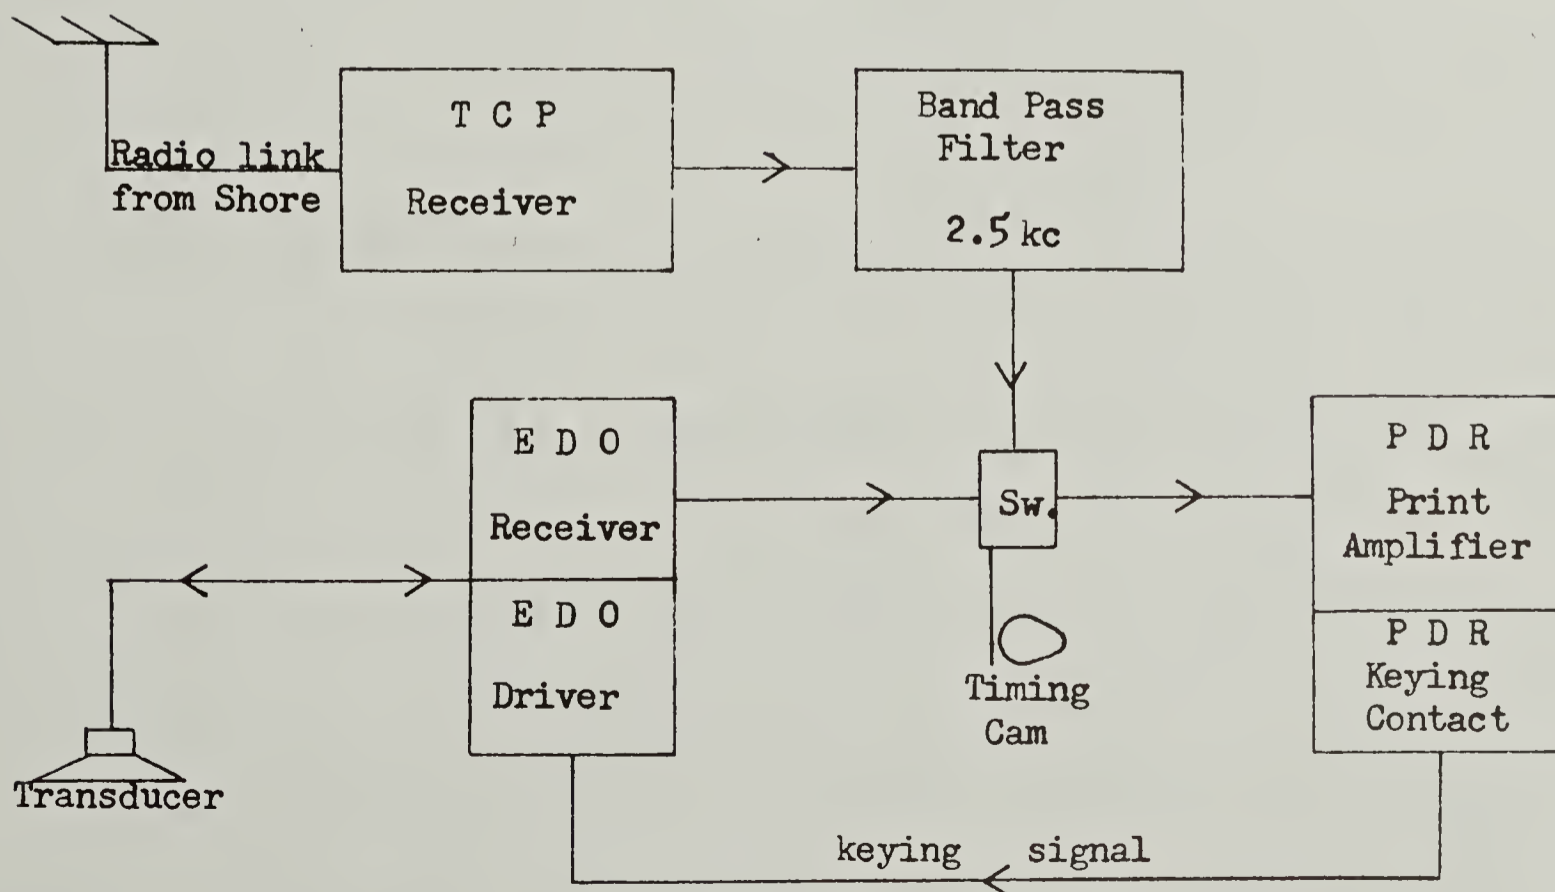 T C P
Receiver
Band Pass
Filter
2.5 kc
Radio link
from Shore
E D O
Receiver
Sw.
P D R
Print
Amplifier
E D O
Driver
P D R
Keying
Contact
Timing
Cam
Transducer
keying signal